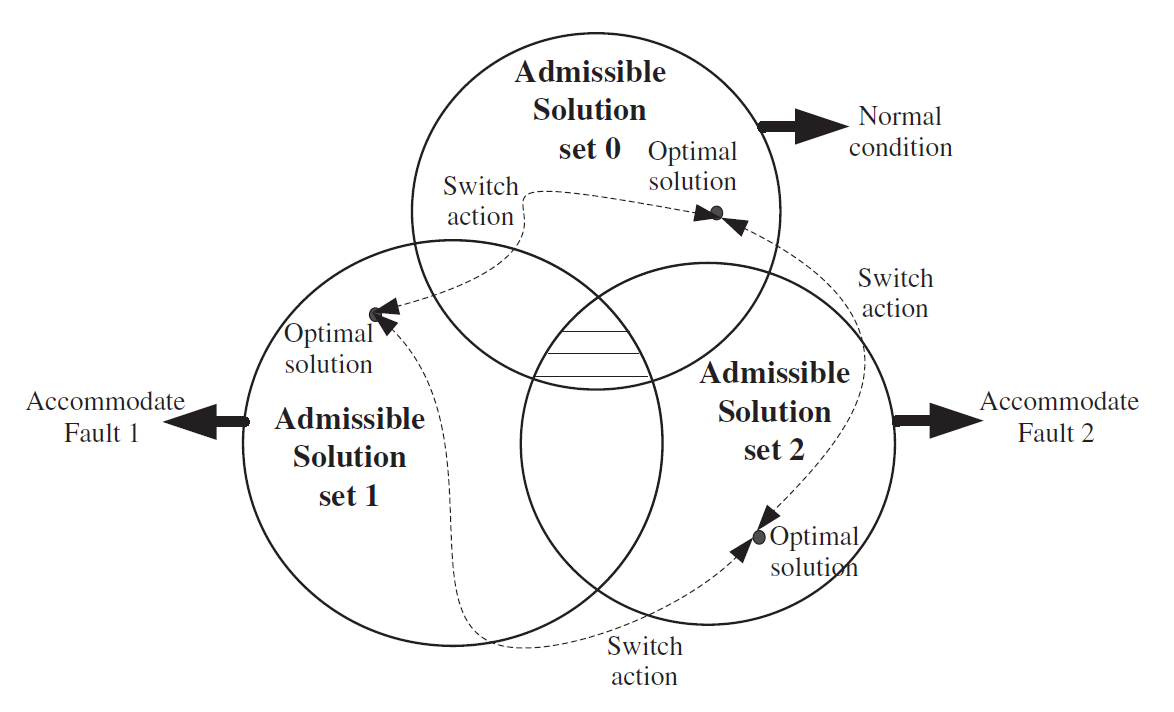 Admissible
Solution
set 0
Optimal
solution
Normal
condition
Switch
action
Switch
action
Optimal
solution
Admissible
Solution
set 1
Accommodate
Fault 1
Admissible
Solution
set 2
Accommodate
Fault 2
Optimal
solution
Switch
action